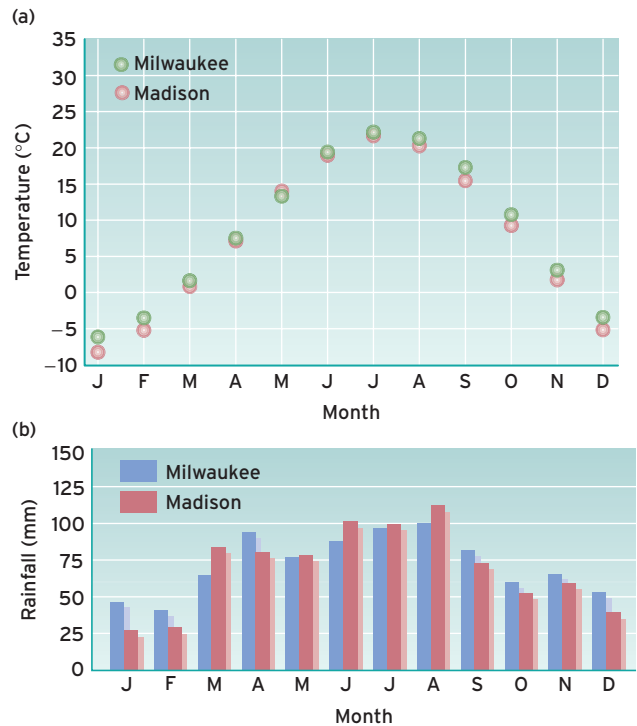 (a)
35
30
25
20
15
10
5
0
−5
−10
Temperature (°C)
Milwaukee
Madison
J F M A M J J A S O N D
Month
(b)
150
125
100
75
50
25
0
Rainfall (mm)
Milwaukee
Madison
J F M A M J J A S O N D
Month